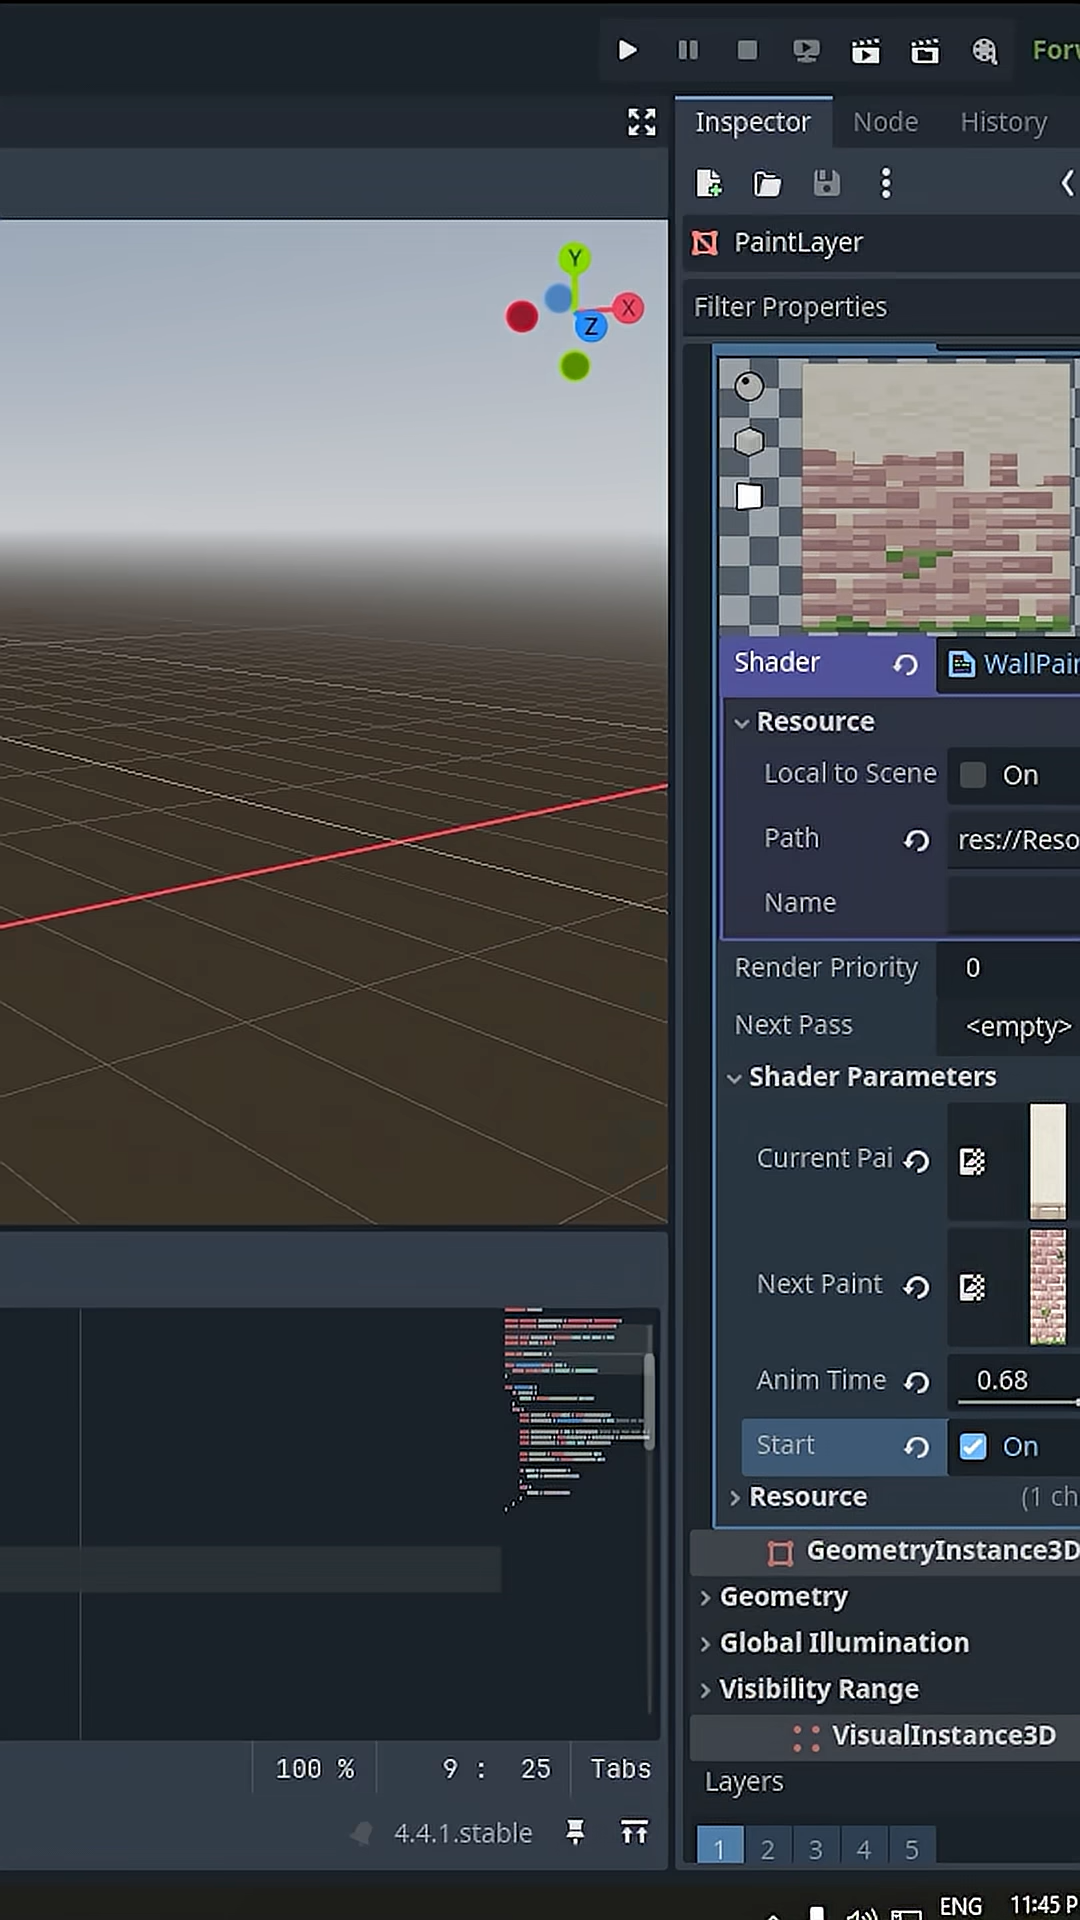 Forw
Inspector Node History
PaintLayer
Filter Properties
Y
X
Z
Shader WallPain
Resource
Local to Scene On
Path res://Reso
Name
Render Priority 0
Next Pass <empty>
Shader Parameters
Current Pai
Next Paint
Anim Time 0.68
Start On
Resource (1 ch
GeometryInstance3D
Geometry
Global Illumination
Visibility Range
VisualInstance3D
Layers
1 2 3 4 5
100 % 9 : 25 Tabs
4.4.1.stable
ENG 11:45 P